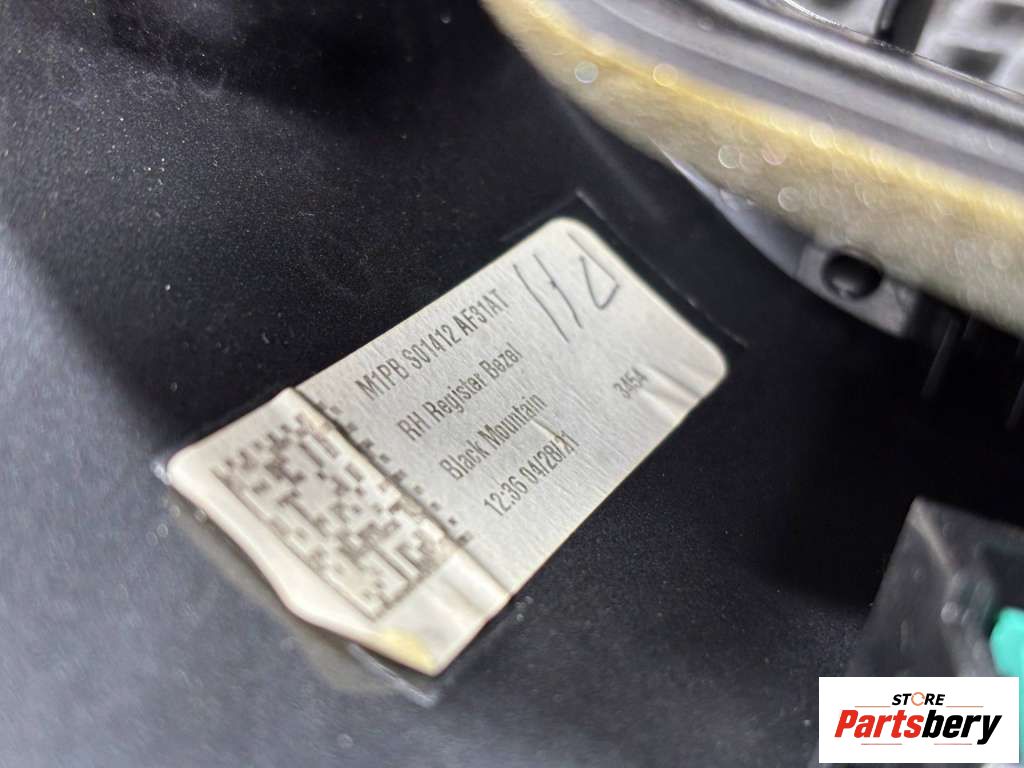 M1PB S01412 AF31AT
RH Register Bezel
Black Mountain
12:36 04/28/21
3454
STORE
Partsbery